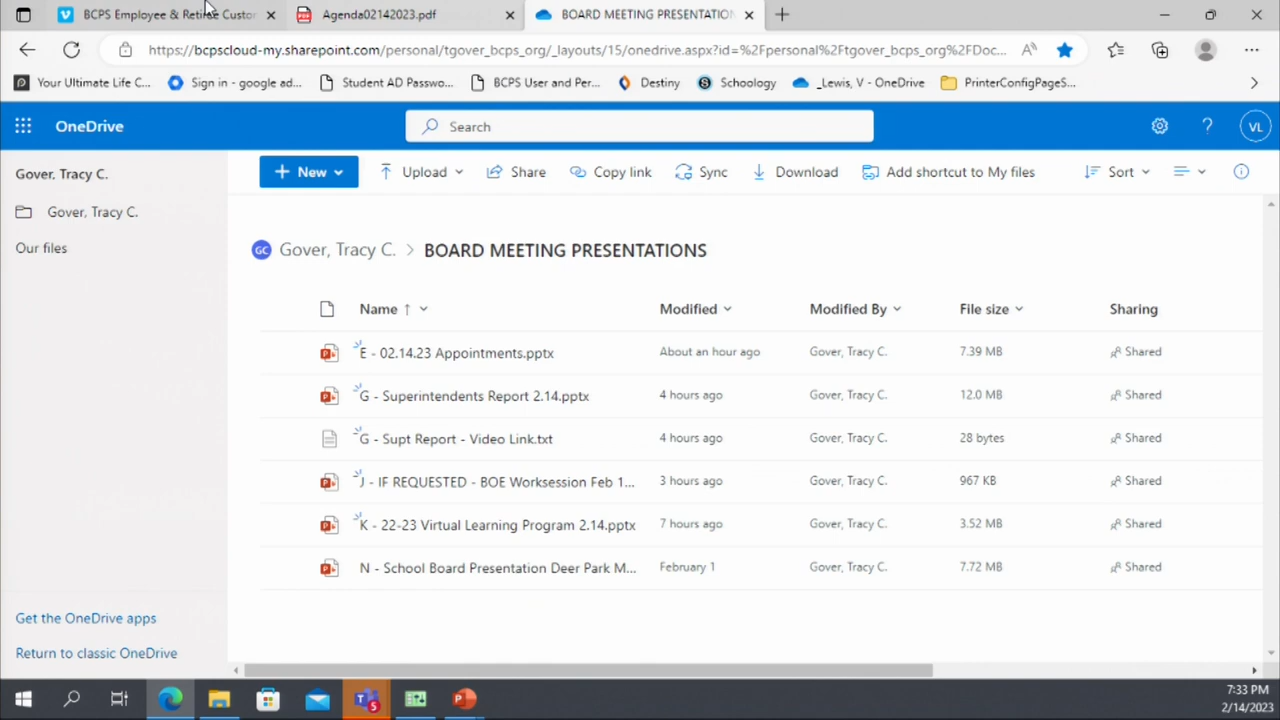 BCPS Employee & Retiree Custor
Agenda02142023.pdf
BOARD MEETING PRESENTATION
https://bcpscloud-my.sharepoint.com/personal/tgover_bcps_org/_layouts/15/onedrive.aspx?id=%2Fpersonal%2Ftgover_bcps_org%2FDoc...
Your Ultimate Life C...
Sign in - google ad...
Student AD Passwo...
BCPS User and Per...
Destiny
Schoology
_Lewis, V - OneDrive
PrinterConfigPageS...
OneDrive
Search
VL
Gover, Tracy C.
New
Upload
Share
Copy link
Sync
Download
Add shortcut to My files
Sort
Gover, Tracy C.
Our files
GC Gover, Tracy C. > BOARD MEETING PRESENTATIONS
Name Modified Modified By File size Sharing
E - 02.14.23 Appointments.pptx About an hour ago Gover, Tracy C. 7.39 MB Shared
G - Superintendents Report 2.14.pptx 4 hours ago Gover, Tracy C. 12.0 MB Shared
G - Supt Report - Video Link.txt 4 hours ago Gover, Tracy C. 28 bytes Shared
J - IF REQUESTED - BOE Worksession Feb 1... 3 hours ago Gover, Tracy C. 967 KB Shared
K - 22-23 Virtual Learning Program 2.14.pptx 7 hours ago Gover, Tracy C. 3.52 MB Shared
N - School Board Presentation Deer Park M... February 1 Gover, Tracy C. 7.72 MB Shared
Get the OneDrive apps
Return to classic OneDrive
5
7:33 PM
2/14/2023